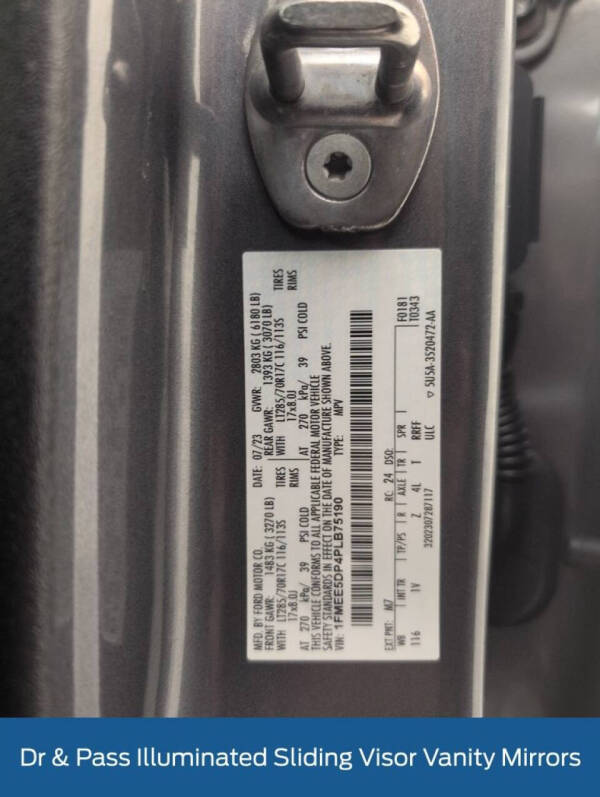 MFD. BY FORD MOTOR CO.
DATE: 07/23 GVWR: 2803 KG ( 6180 LB)
FRONT GAWR: 1483 KG ( 3270 LB) REAR GAWR: 1393 KG ( 3070 LB)
WITH LT285/70R17C 116/113S TIRES WITH LT285/70R17C 116/113S TIRES
17x8.0J RIMS 17x8.0J RIMS
AT 270 kPa/ 39 PSI COLD AT 270 kPa/ 39 PSI COLD
THIS VEHICLE CONFORMS TO ALL APPLICABLE FEDERAL MOTOR VEHICLE
SAFETY STANDARDS IN EFFECT ON THE DATE OF MANUFACTURE SHOWN ABOVE.
VIN: 1FMEE5DP4PLB75190 TYPE: MPV
EXT PNT: M7 RC: 24 DSO:
WB INT TR TP/PS R AXLE TR SPR F0181
116 1V Z 4L T RRFF T0343
ULC
3202307287117 5U5A-3520472-AA
Dr & Pass Illuminated Sliding Visor Vanity Mirrors